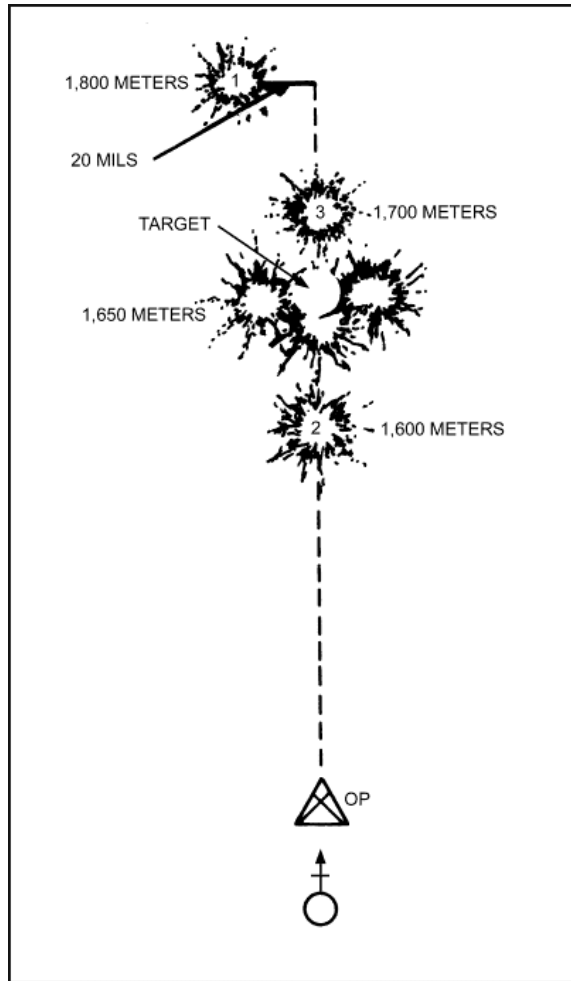 1
1,800 METERS
20 MILS
3
1,700 METERS
TARGET
1,650 METERS
2
1,600 METERS
OP